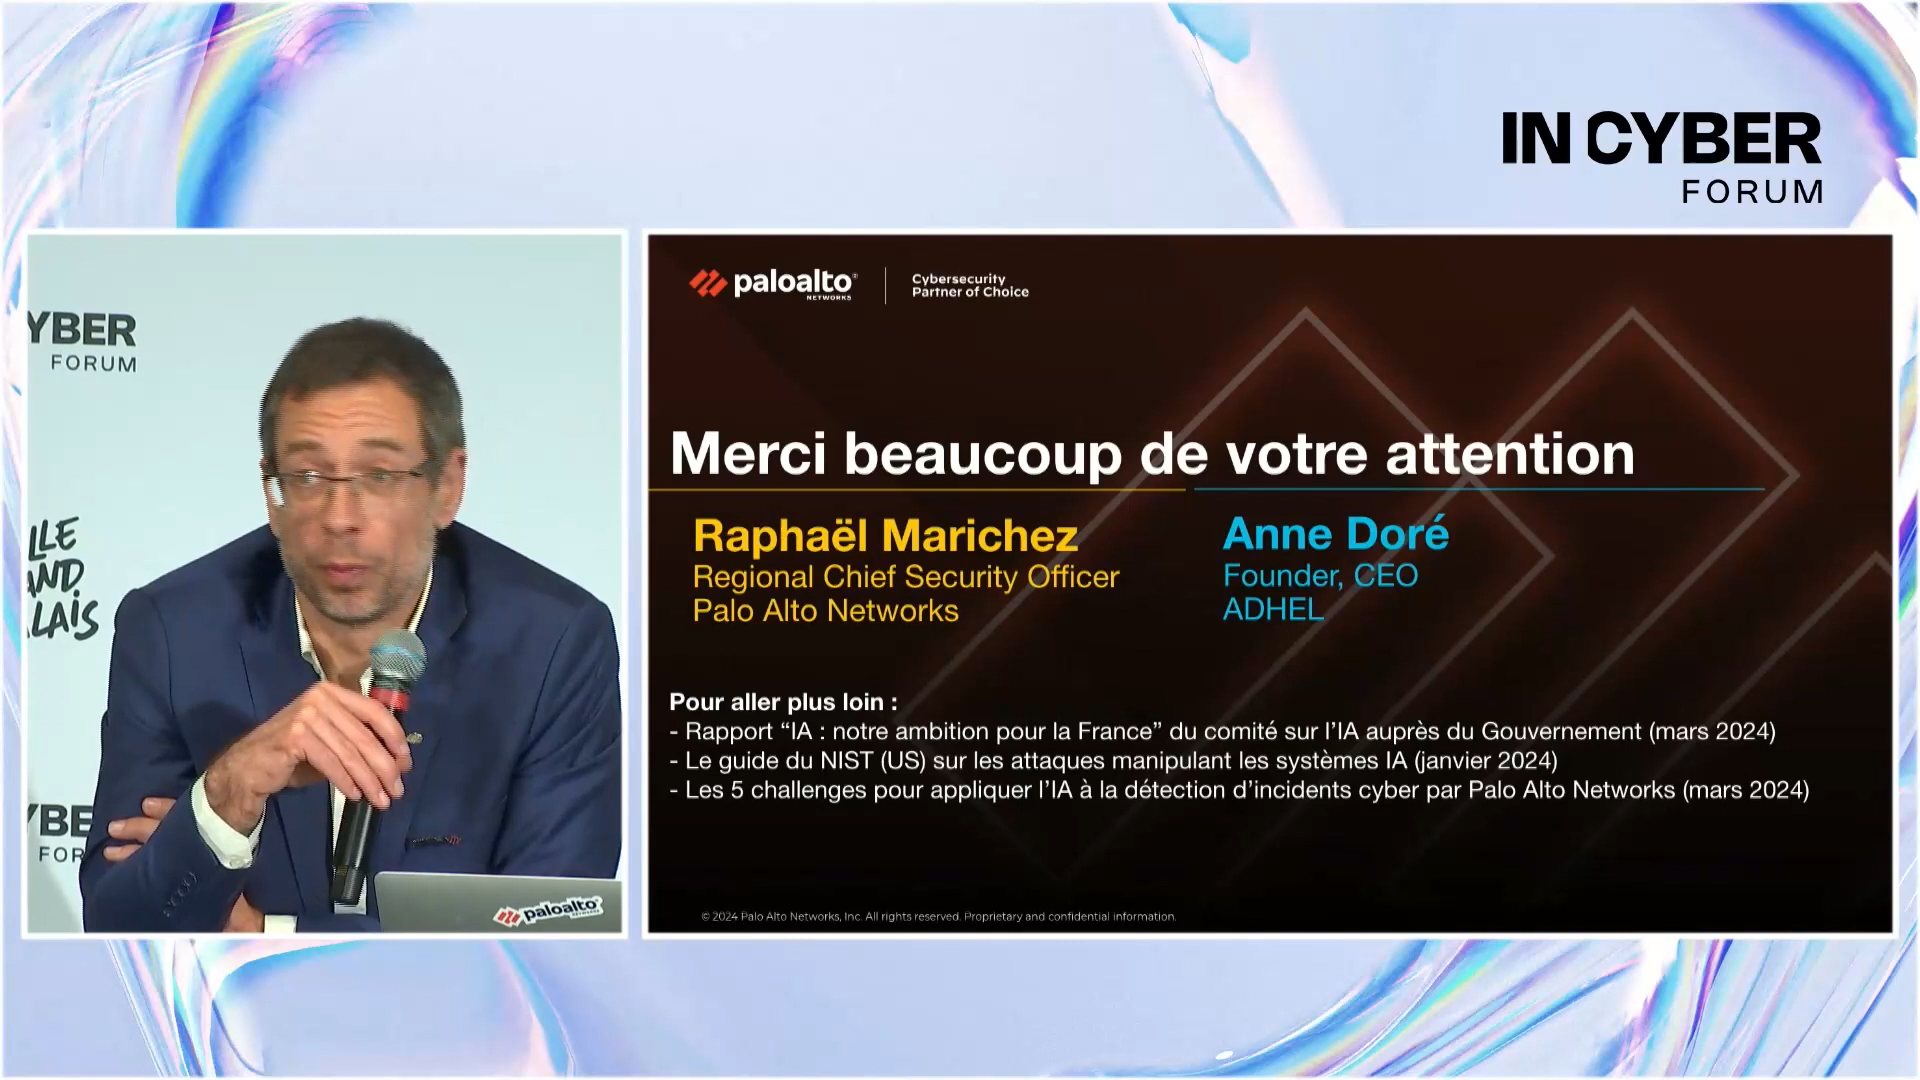 IN CYBER
FORUM
YBER
FORUM
LLE
AND
LAIS
YBE
FOR
paloalto
NETWORKS
paloalto
NETWORKS
Cybersecurity
Partner of Choice
Merci beaucoup de votre attention
Raphaël Marichez
Regional Chief Security Officer
Palo Alto Networks
Anne Doré
Founder, CEO
ADHEL
Pour aller plus loin :
- Rapport “IA : notre ambition pour la France” du comité sur l’IA auprès du Gouvernement (mars 2024)
- Le guide du NIST (US) sur les attaques manipulant les systèmes IA (janvier 2024)
- Les 5 challenges pour appliquer l’IA à la détection d’incidents cyber par Palo Alto Networks (mars 2024)
© 2024 Palo Alto Networks, Inc. All rights reserved. Proprietary and confidential information.